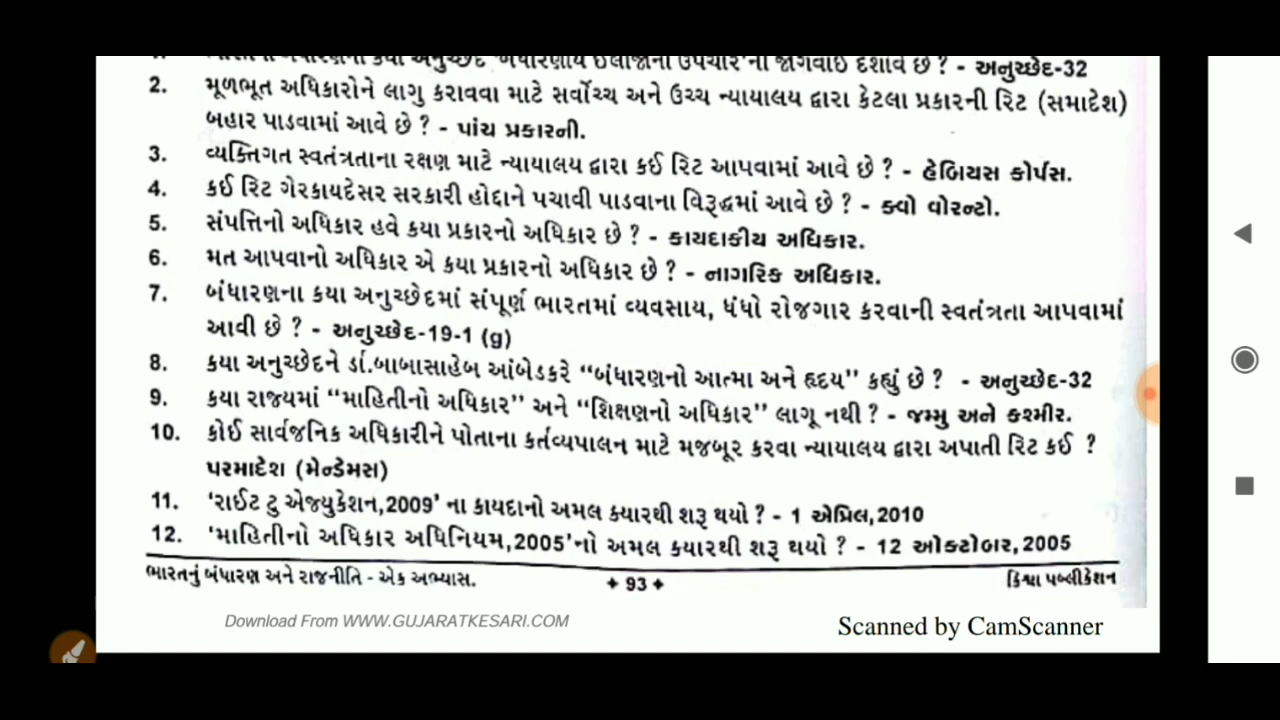 2. મૂળભૂત અધિકારોને લાગુ કરાવવા માટે સર્વોચ્ચ અને ઉચ્ચ ન્યાયાલય દ્વારા કેટલા પ્રકારની રિટ (સમાદેશ)
બહાર પાડવામાં આવે છે ? - પાંચ પ્રકારની.
3. વ્યક્તિગત સ્વતંત્રતાના રક્ષણ માટે ન્યાયાલય દ્વારા કઈ રિટ આપવામાં આવે છે ? - હેબિયસ કોર્પસ.
4. કઈ રિટ ગેરકાયદેસર સરકારી હોદ્દાને પચાવી પાડવાના વિરૂદ્ધમાં આવે છે ? - ક્વો વોરન્ટો.
5. સંપત્તિનો અધિકાર હવે કયા પ્રકારનો અધિકાર છે ? - કાયદાકીય અધિકાર.
6. મત આપવાનો અધિકાર એ કયા પ્રકારનો અધિકાર છે ? - નાગરિક અધિકાર.
7. બંધારણના કયા અનુચ્છેદમાં સંપૂર્ણ ભારતમાં વ્યવસાય, ધંધો રોજગાર કરવાની સ્વતંત્રતા આપવામાં
આવી છે ? - અનુચ્છેદ-19-1 (g)
8. કયા અનુચ્છેદને ર્ડા.બાબાસાહેબ આંબેડકરે “બંધારણનો આત્મા અને હૃદય” કહ્યું છે ? - અનુચ્છેદ-32
9. કયા રાજ્યમાં “માહિતીનો અધિકાર” અને “શિક્ષણનો અધિકાર” લાગૂ નથી ? - જમ્મુ અને કશ્મીર.
10. કોઈ સાર્વજનિક અધિકારીને પોતાના કર્તવ્યપાલન માટે મજબૂર કરવા ન્યાયાલય દ્વારા અપાતી રિટ કઈ ?
પરમાદેશ (મેન્ડેમસ)
11. ‘રાઈટ ટુ એજ્યુકેશન,2009’ ના કાયદાનો અમલ ક્યારથી શરૂ થયો ? - 1 એપ્રિલ,2010
12. ‘માહિતીનો અધિકાર અધિનિયમ,2005’નો અમલ ક્યારથી શરૂ થયો ? - 12 ઓક્ટોબર,2005
ભારતનું બંધારણ અને રાજનીતિ - એક અભ્યાસ. ✦ 93 ✦ કિશ્વા પબ્લીકેશન
Download From WWW.GUJARATKESARI.COM
Scanned by CamScanner